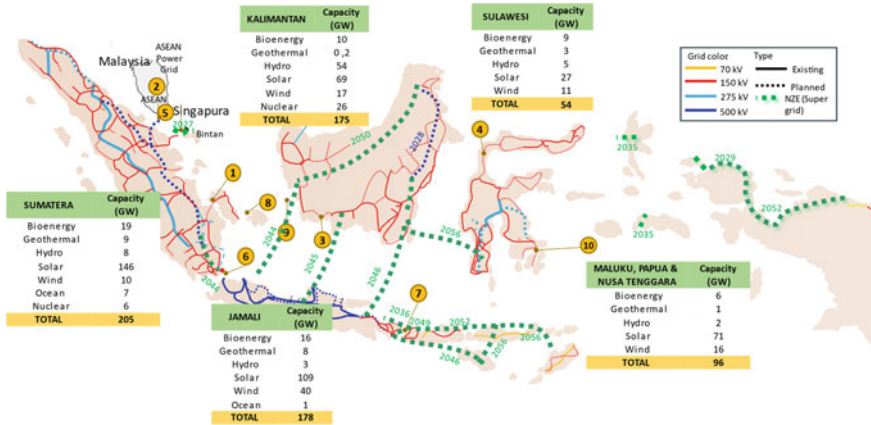 KALIMANTAN Capacity (GW)
Bioenergy 10
Geothermal 0 ,2
Hydro 54
Solar 69
Wind 17
Nuclear 26
TOTAL 175
SULAWESI Capacity (GW)
Bioenergy 9
Geothermal 3
Hydro 5
Solar 27
Wind 11
TOTAL 54
Grid color Type
70 kV Existing
150 kV Planned
275 kV NZE (Super grid)
500 kV
Malaysia
ASEAN
Power
Grid
2
ASEAN
5
Singapura
2027
Bintan
1
8
9
3
6
4
10
7
2050
2028
2044
2045
2046
2056
2044
2036
2049
2052
2056
2046
2056
2035
2035
2029
2052
SUMATERA Capacity (GW)
Bioenergy 19
Geothermal 9
Hydro 8
Solar 146
Wind 10
Ocean 7
Nuclear 6
TOTAL 205
JAMALI Capacity (GW)
Bioenergy 16
Geothermal 8
Hydro 3
Solar 109
Wind 40
Ocean 1
TOTAL 178
MALUKU, PAPUA & NUSA TENGGARA Capacity (GW)
Bioenergy 6
Geothermal 1
Hydro 2
Solar 71
Wind 16
TOTAL 96